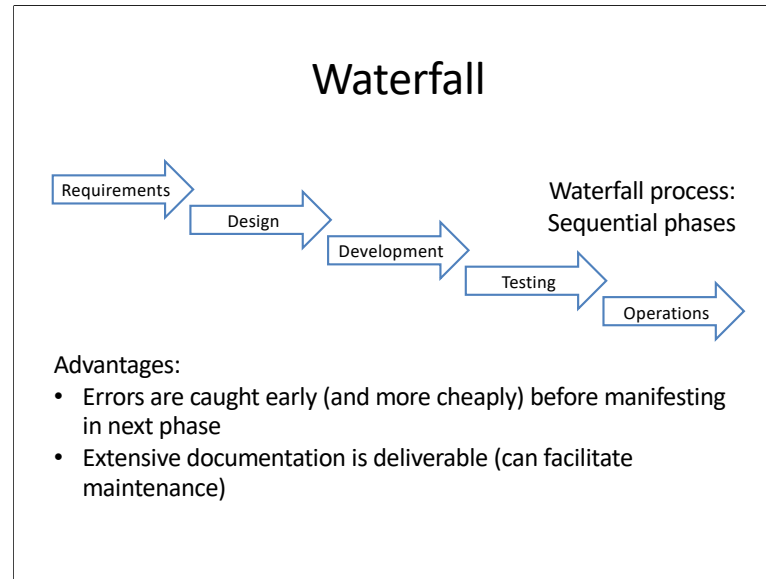 Waterfall
Requirements
Design
Development
Testing
Operations
Waterfall process:
Sequential phases
Advantages:
• Errors are caught early (and more cheaply) before manifesting
in next phase
• Extensive documentation is deliverable (can facilitate
maintenance)